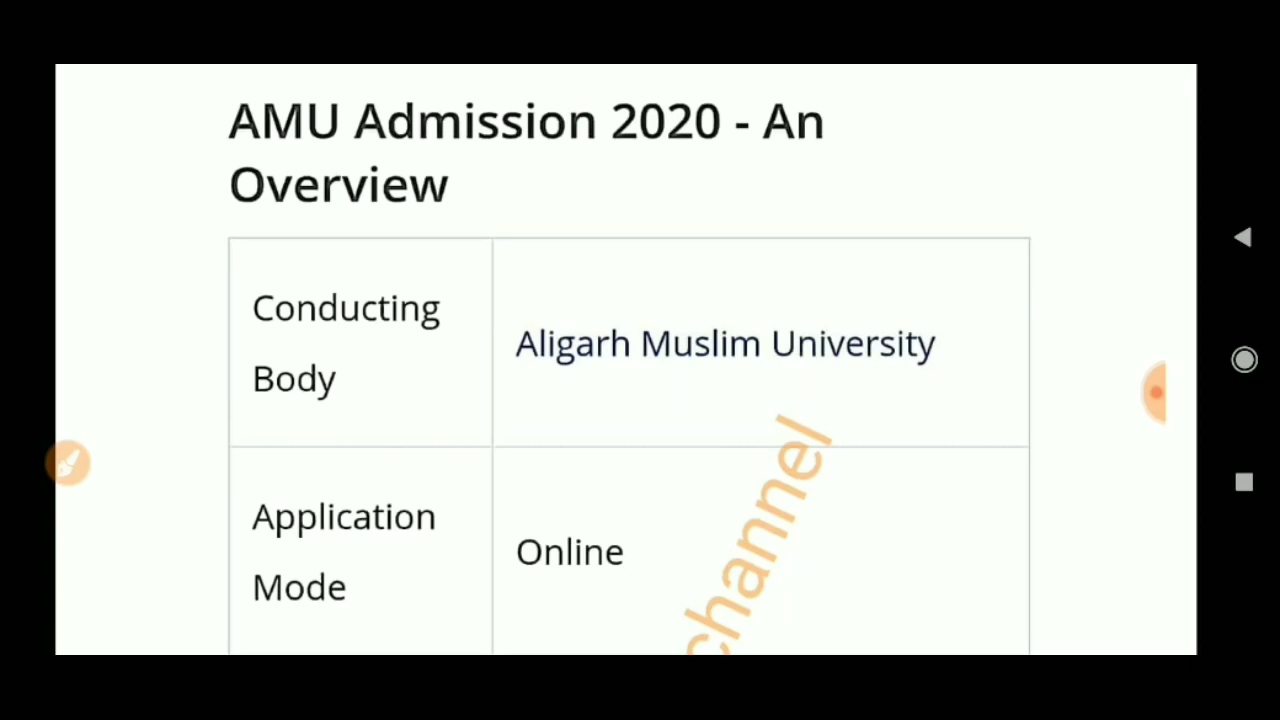 AMU Admission 2020 - An
Overview
Conducting
Body
Aligarh Muslim University
Application
Mode
Online
channel